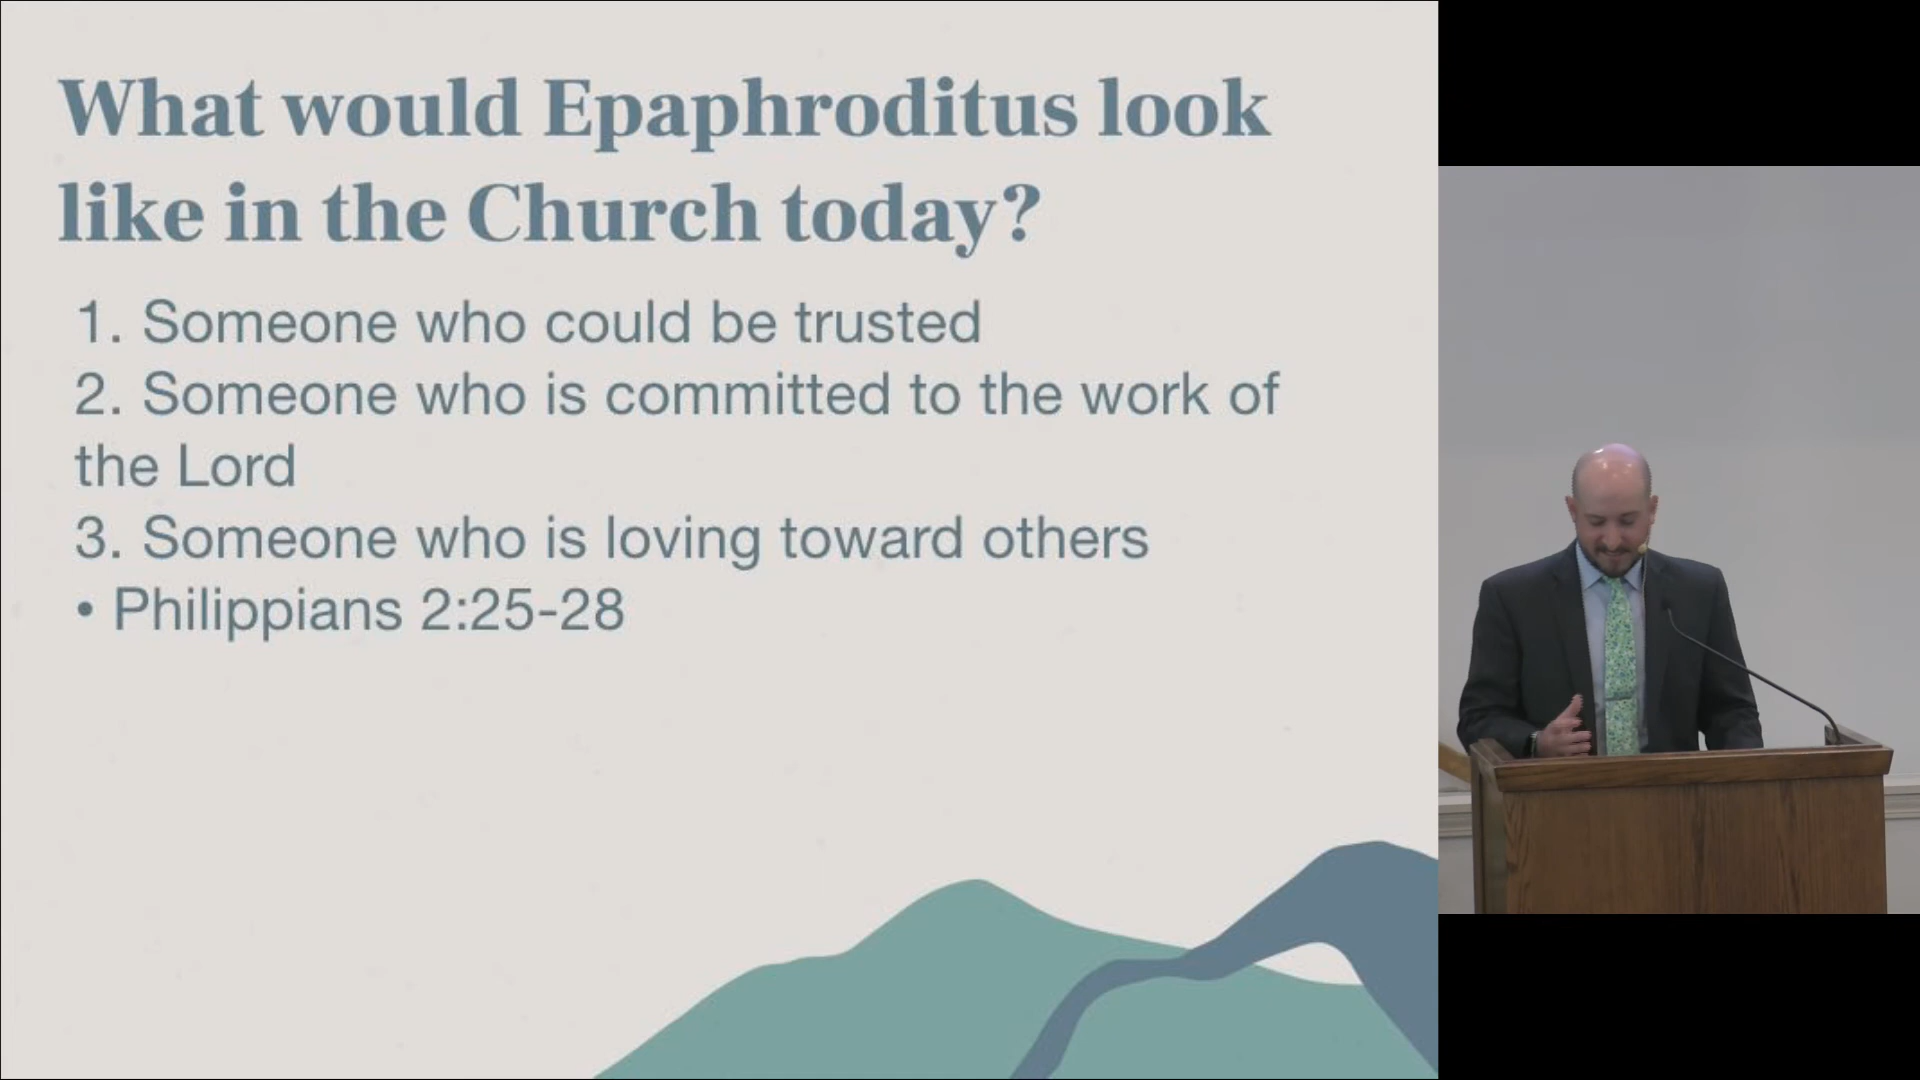 What would Epaphroditus look
like in the Church today?
1. Someone who could be trusted
2. Someone who is committed to the work of
the Lord
3. Someone who is loving toward others
• Philippians 2:25-28